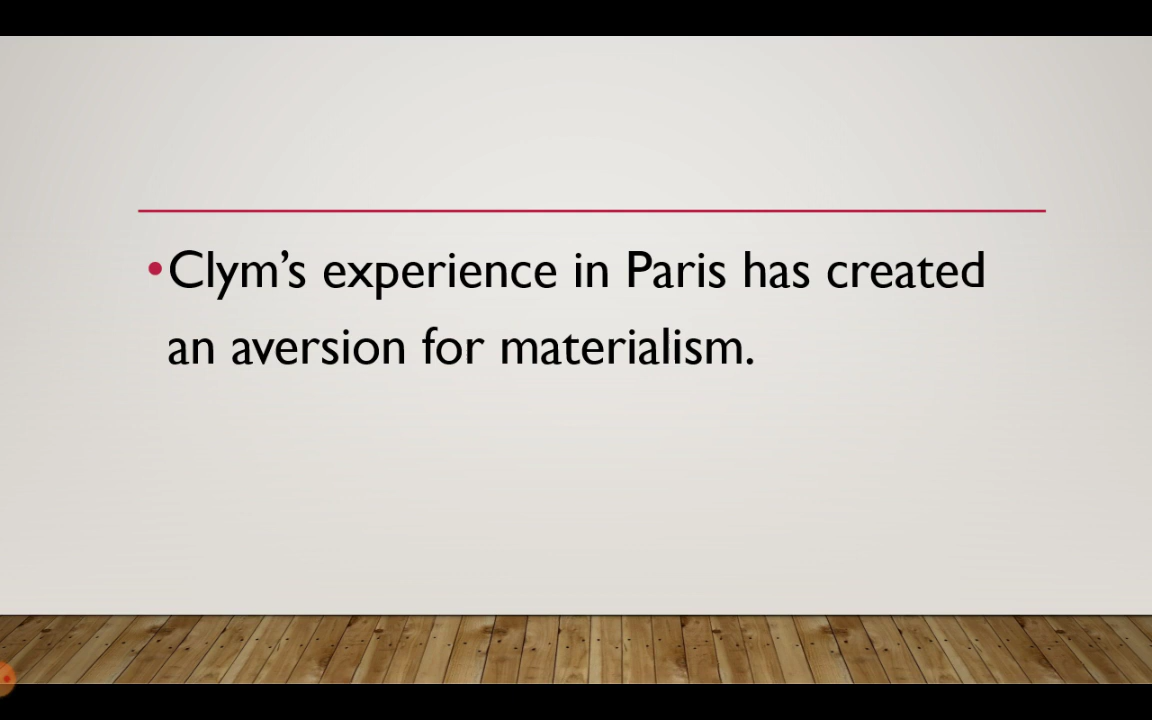 •Clym’s experience in Paris has created
an aversion for materialism.